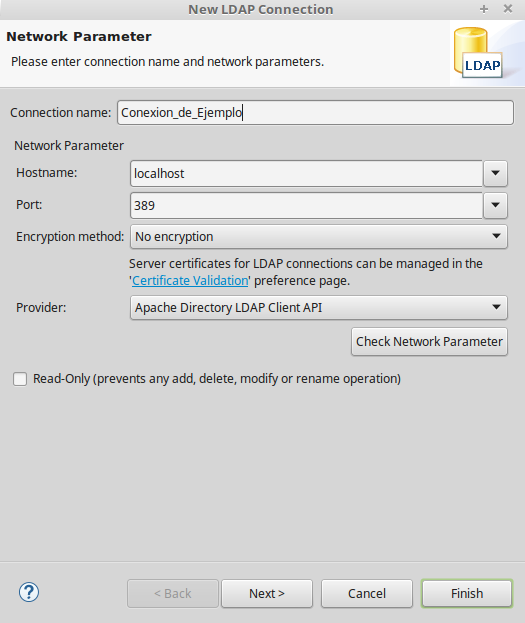 New LDAP Connection
Network Parameter
Please enter connection name and network parameters.
LDAP
Connection name: Conexion_de_Ejemplo
Network Parameter
Hostname: localhost
Port: 389
Encryption method: No encryption
Server certificates for LDAP connections can be managed in the
'Certificate Validation' preference page.
Provider: Apache Directory LDAP Client API
Check Network Parameter
Read-Only (prevents any add, delete, modify or rename operation)
? < Back Next > Cancel Finish